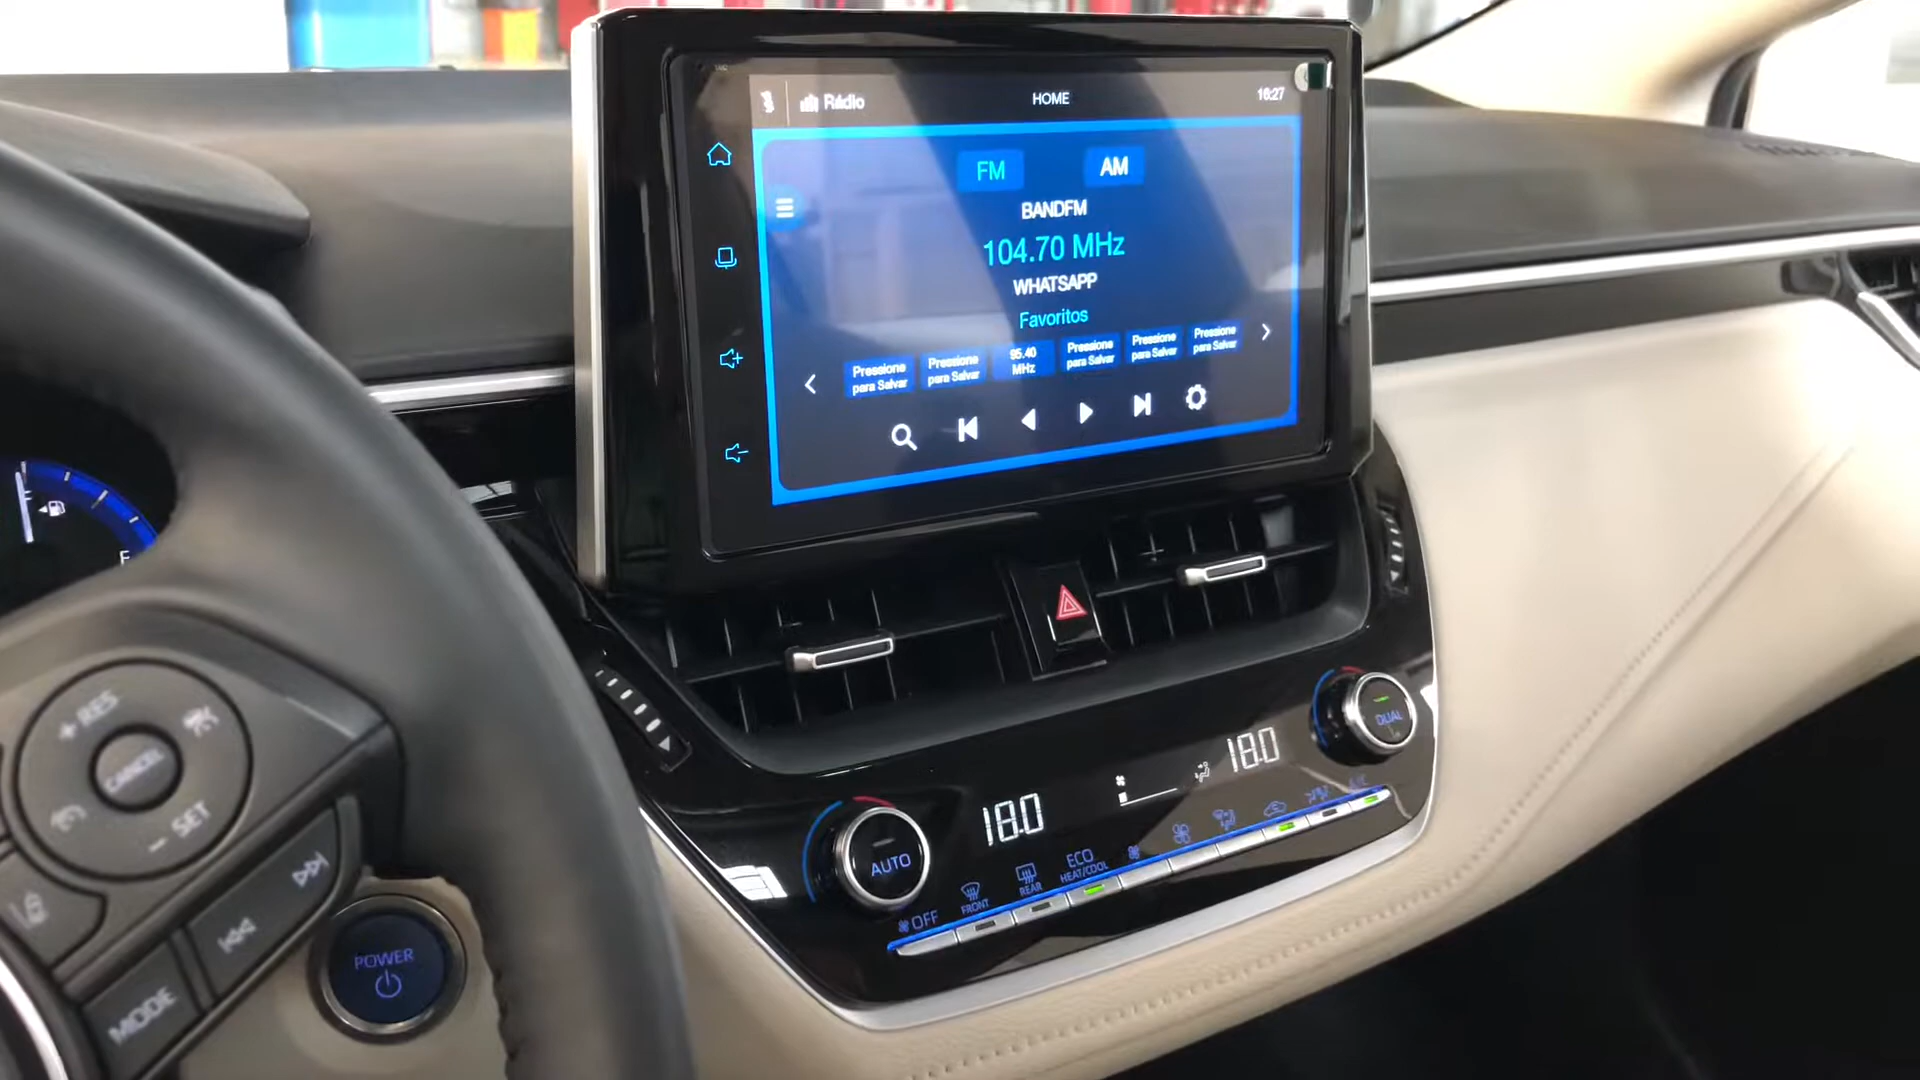 Rádio
HOME
16:27
FM
AM
BANDFM
104.70 MHz
WHATSAPP
Favoritos
Pressione
para Salvar
Pressione
para Salvar
95.40
MHz
Pressione
para Salvar
Pressione
para Salvar
Pressione
para Salvar
F
+ RES
CANCEL
— SET
MODE
POWER
DUAL
18.0
18.0
AUTO
OFF
FRONT
REAR
ECO
HEAT/COOL